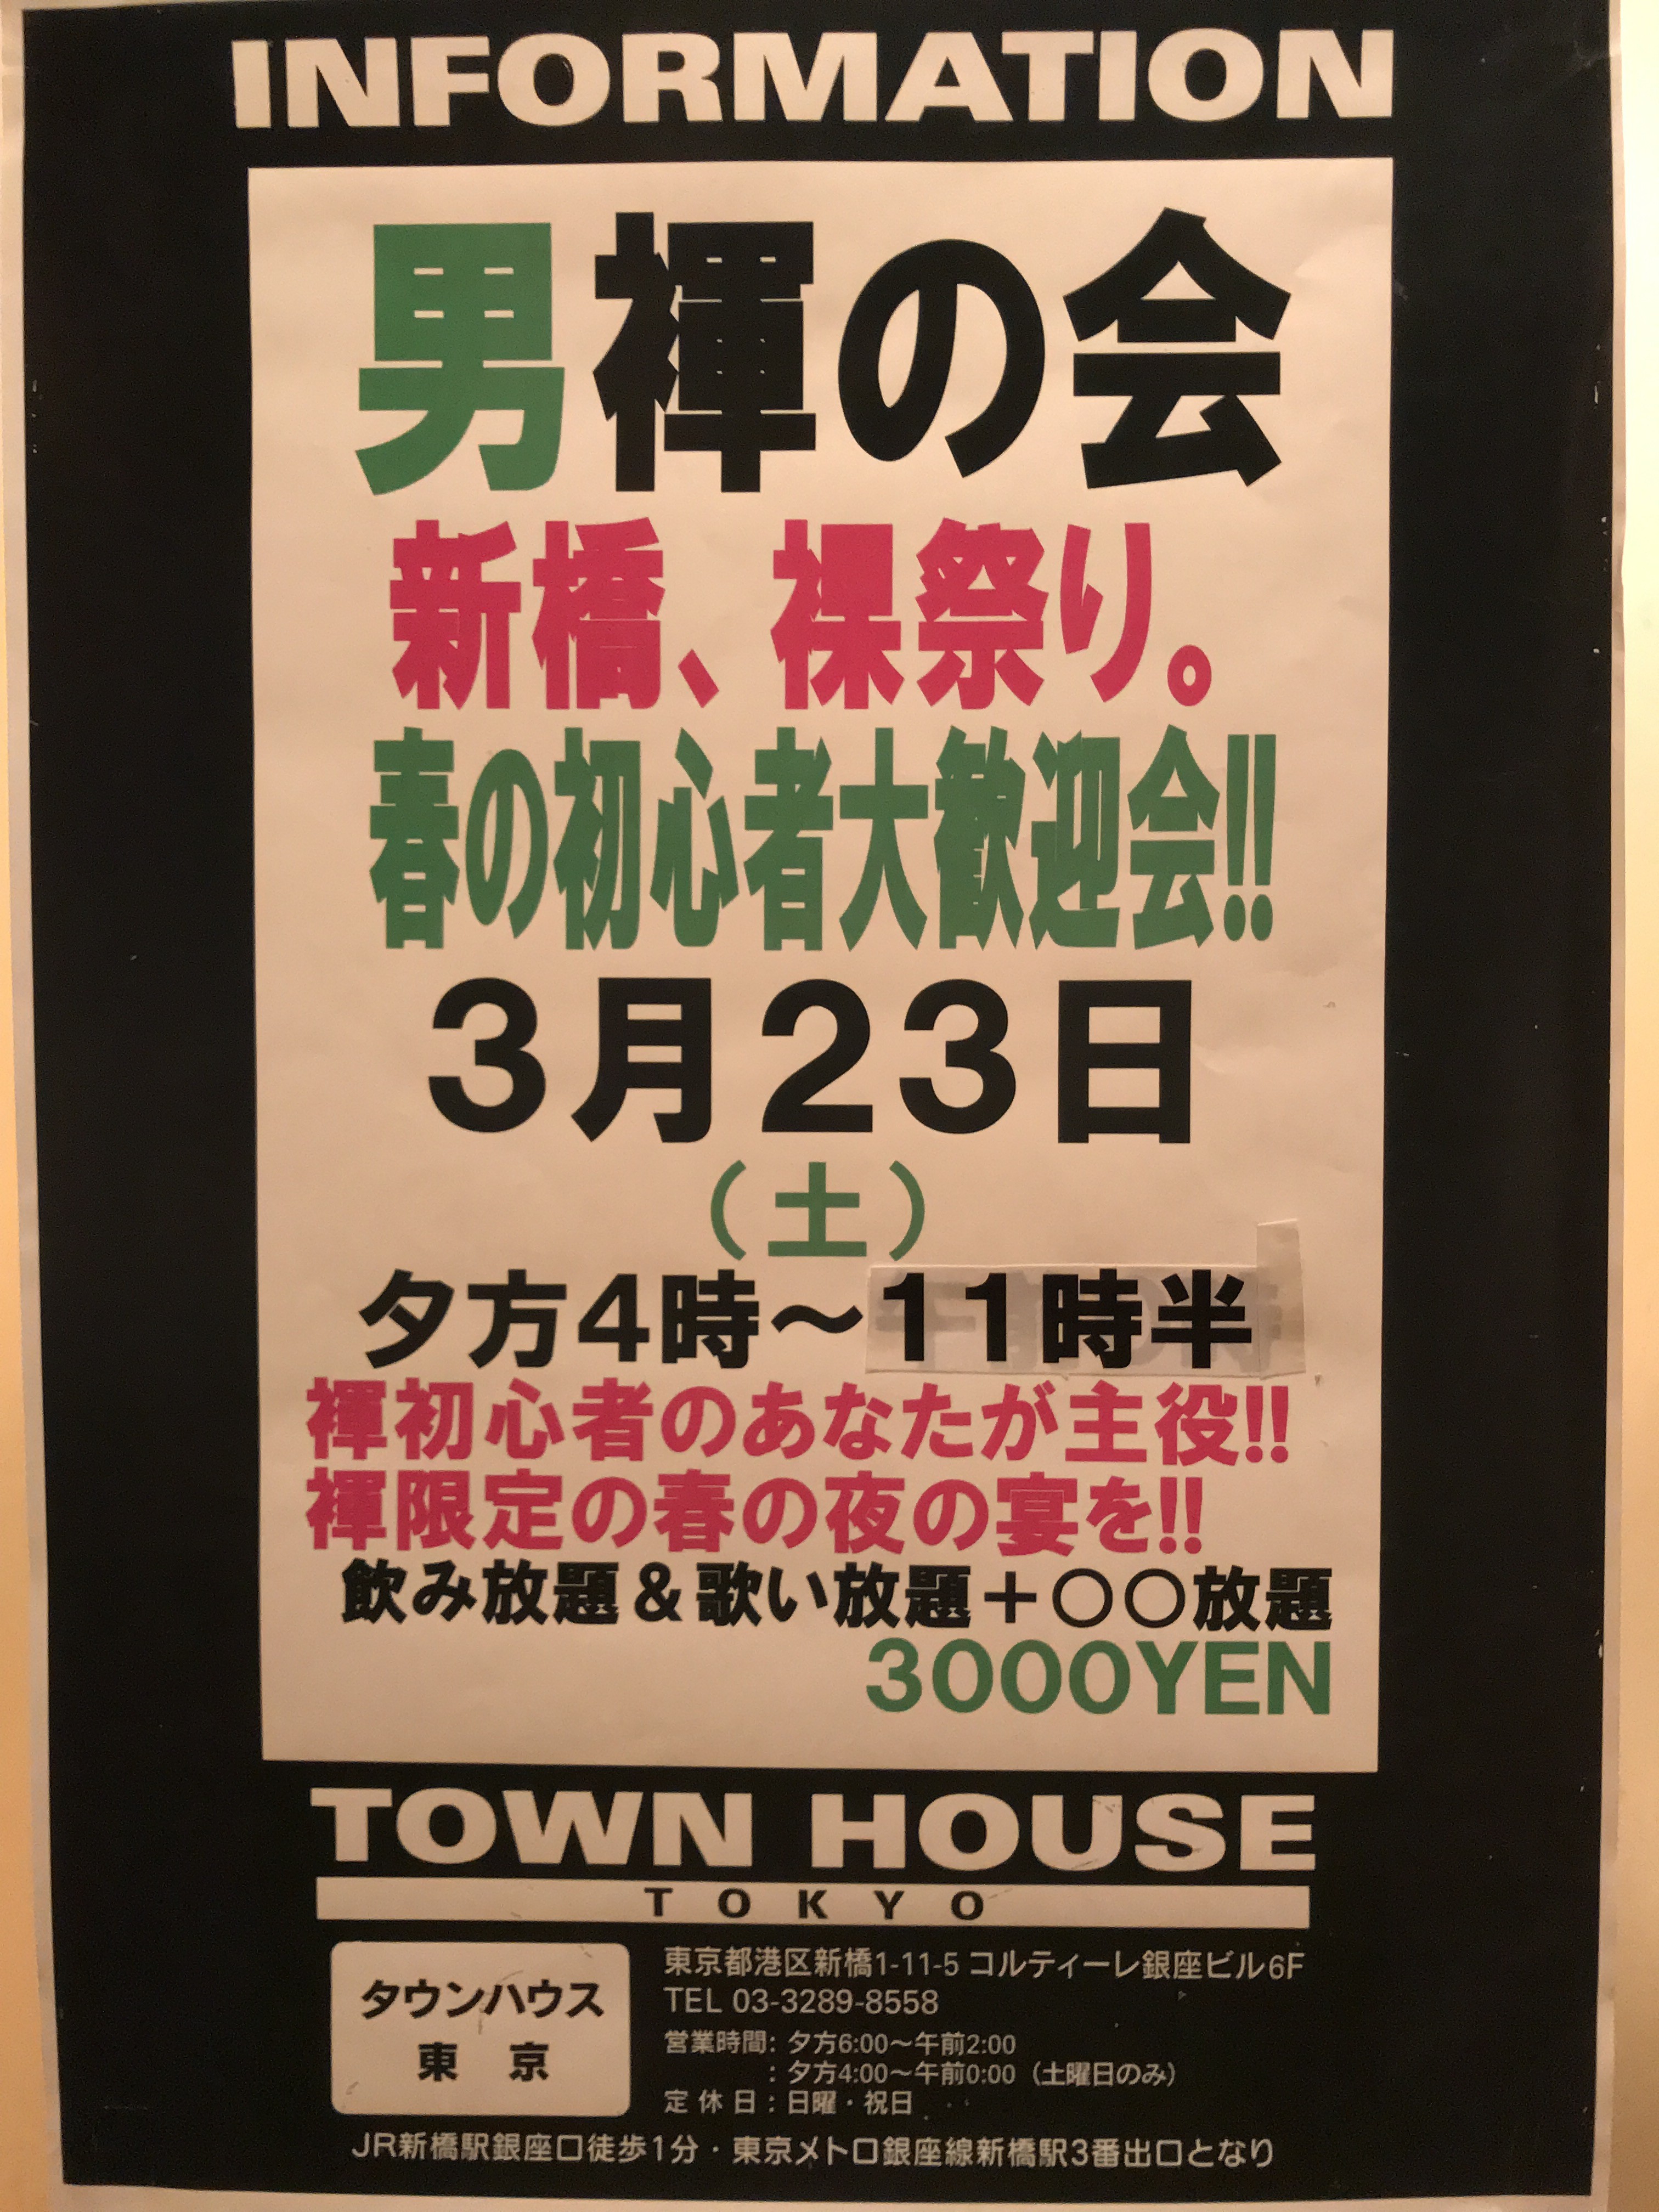 INFORMATION
男褌の会
新橋、裸祭り。
春の初心者大歓迎会!!
3月23日
（土）
夕方4時～11時半
褌初心者のあなたが主役!!
褌限定の春の夜の宴を!!
飲み放題＆歌い放題＋○○放題
3000YEN
TOWN HOUSE
TOKYO
タウンハウス
東京
東京都港区新橋1-11-5 コルティーレ銀座ビル6F
TEL 03-3289-8558
営業時間: 夕方6:00～午前2:00
: 夕方4:00～午前0:00（土曜日のみ）
定休日: 日曜・祝日
JR新橋駅銀座口徒歩1分・東京メトロ銀座線新橋駅3番出口となり